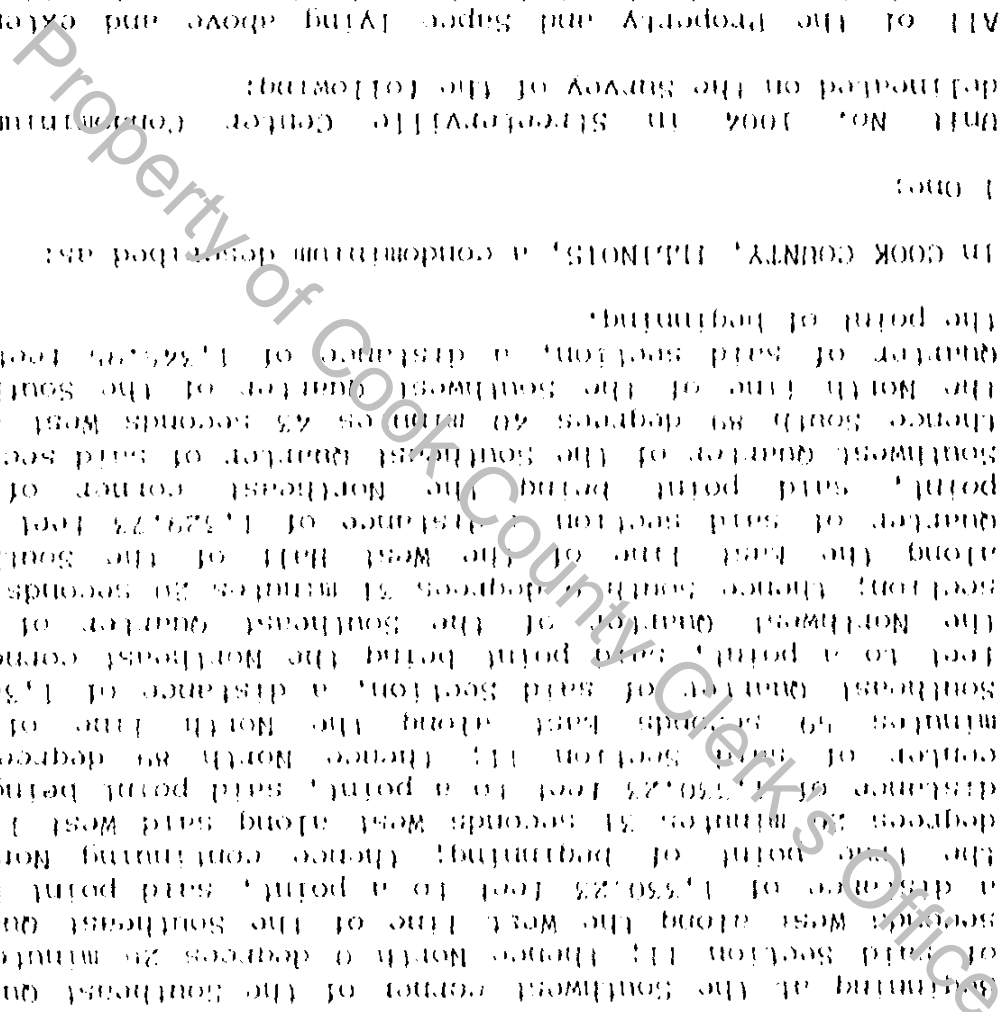 Beginning at the Southwest corner of the Southeast Qu
of said Section 11; thence North 0 degrees 26 minute
seconds West along the West line of the Southeast Qu
a distance of 1,330.23 feet to a point, said point
the true point of beginning; thence continuing Nor
degrees 26 minutes 31 seconds West along said West l
distance of 1,330.23 feet to a point, said point being
center of said Section 11; thence North 89 degrees
minutes 49 seconds East along the North line of
Southeast Quarter of said Section, a distance of 1,3
feet to a point, said point being the Northeast corne
the Northwest Quarter of the Southeast Quarter of
section; thence South 0 degrees 31 minutes 20 seconds
along the East line of the West Half of the South
Quarter of said section a distance of 1,329.73 feet
point, said point being the Northeast corner of
Southwest Quarter of the Southeast Quarter of said sec
thence South 89 degrees 40 minutes 43 seconds West
the North line of the Southwest Quarter of the South
Quarter of said section, a distance of feet
the point of beginning.
In COOK COUNTY, ILLINOIS, a condominium described as:
l one:
Unit No. 1004 in Streeterville Center Condominium
delineated on the Survey of the following:
All of the Property and Space lying above and exten
Property of Cook County Clerk's Office